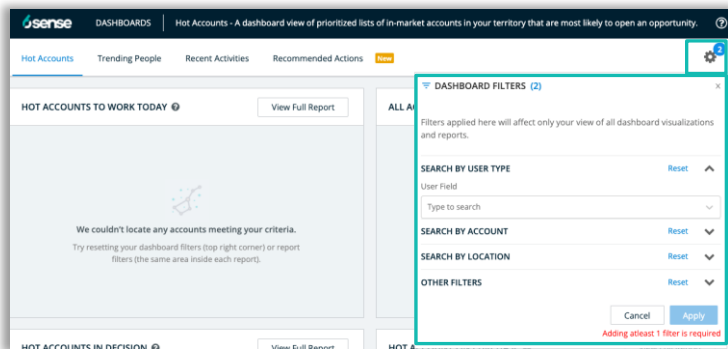 6sense DASHBOARDS Hot Accounts - A dashboard view of prioritized lists of in-market accounts in your territory that are most likely to open an opportunity.
Hot Accounts Trending People Recent Activities Recommended Actions New 2
HOT ACCOUNTS TO WORK TODAY View Full Report
We couldn't locate any accounts meeting your criteria.
Try resetting your dashboard filters (top right corner) or report
filters (the same area inside each report).
HOT ACCOUNTS IN DECISION View Full Report
ALL
HOT
DASHBOARD FILTERS (2) ×
Filters applied here will affect only your view of all dashboard visualizations
and reports.
SEARCH BY USER TYPE Reset
User Field
Type to search
SEARCH BY ACCOUNT Reset
SEARCH BY LOCATION Reset
OTHER FILTERS Reset
Cancel Apply
Adding atleast 1 filter is required